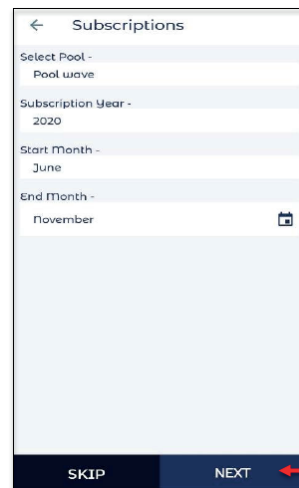 Subscriptions
Select Pool -
Pool wave
Subscription Year -
2020
Start Month -
June
End Month -
November
SKIP NEXT